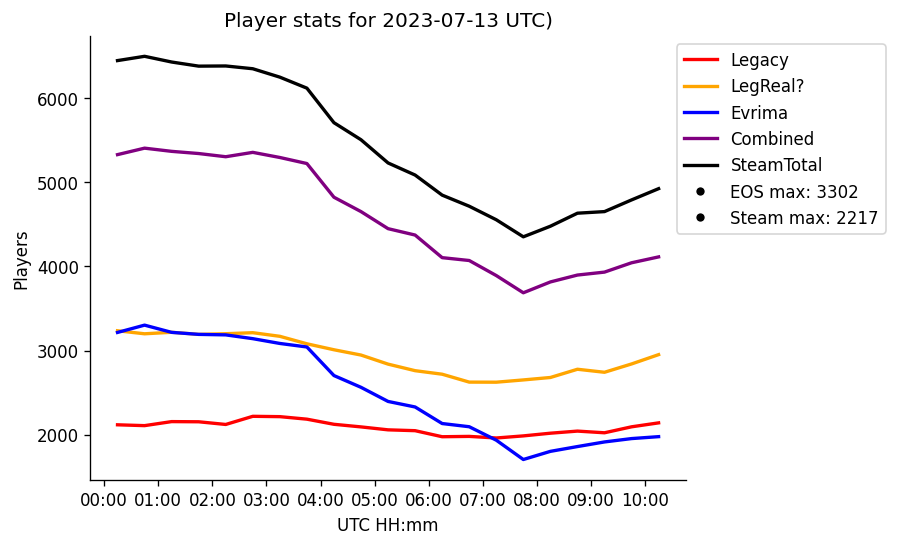 Player stats for 2023-07-13 UTC)
Legacy
LegReal?
Evrima
Combined
SteamTotal
EOS max: 3302
Steam max: 2217
6000
5000
4000
3000
2000
Players
00:00 01:00 02:00 03:00 04:00 05:00 06:00 07:00 08:00 09:00 10:00
UTC HH:mm